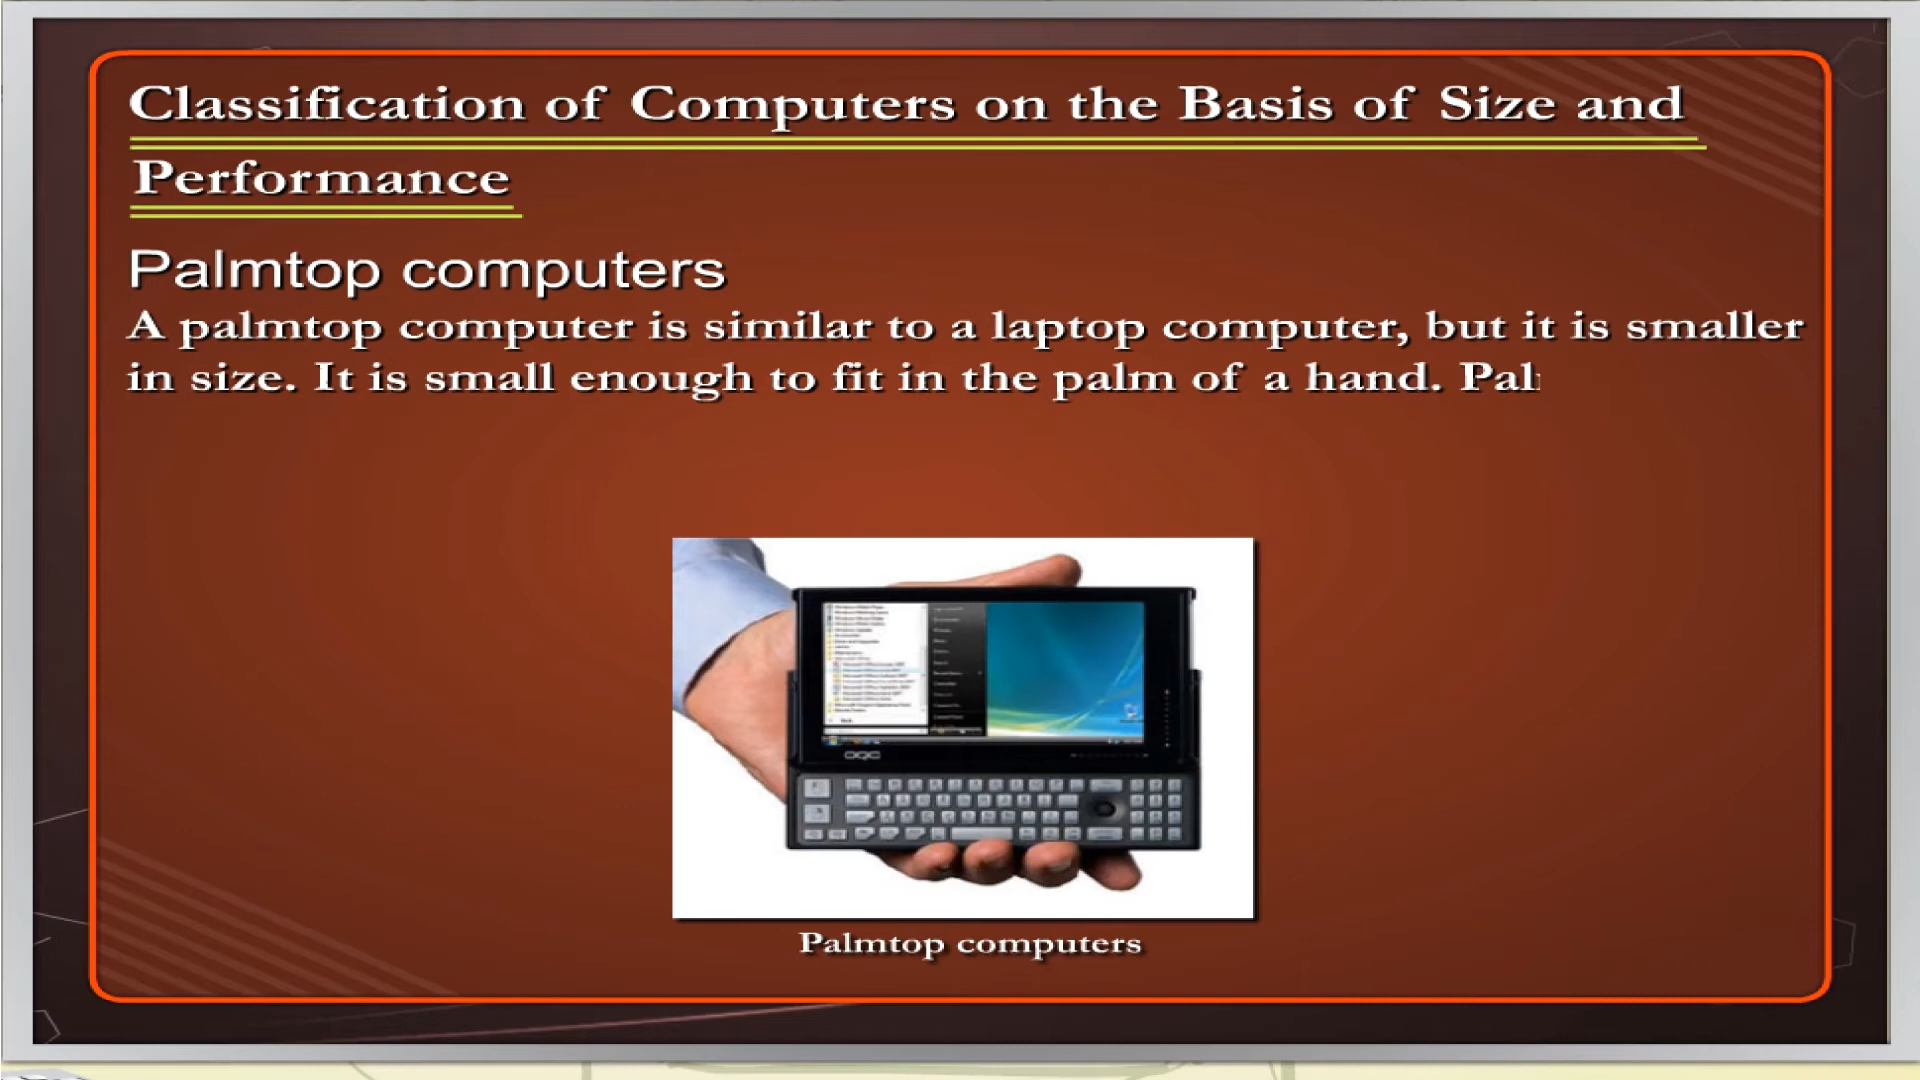 Classification of Computers on the Basis of Size and
Performance
Palmtop computers
A palmtop computer is similar to a laptop computer, but it is smaller
in size. It is small enough to fit in the palm of a hand. Pal
OQO
Palmtop computers